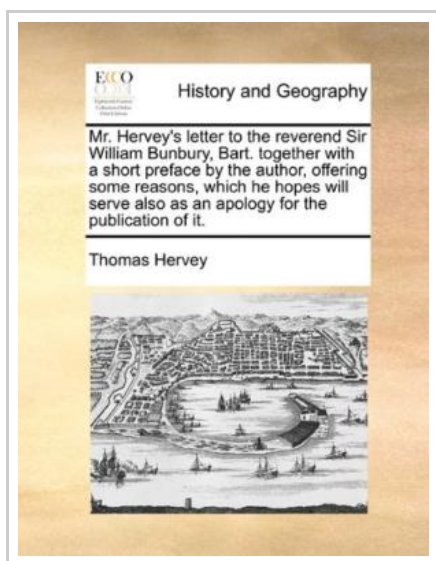 ECCO
History and Geography
Mr. Hervey's letter to the reverend Sir
William Bunbury, Bart. together with
a short preface by the author, offering
some reasons, which he hopes will
serve also as an apology for the
publication of it.
Thomas Hervey